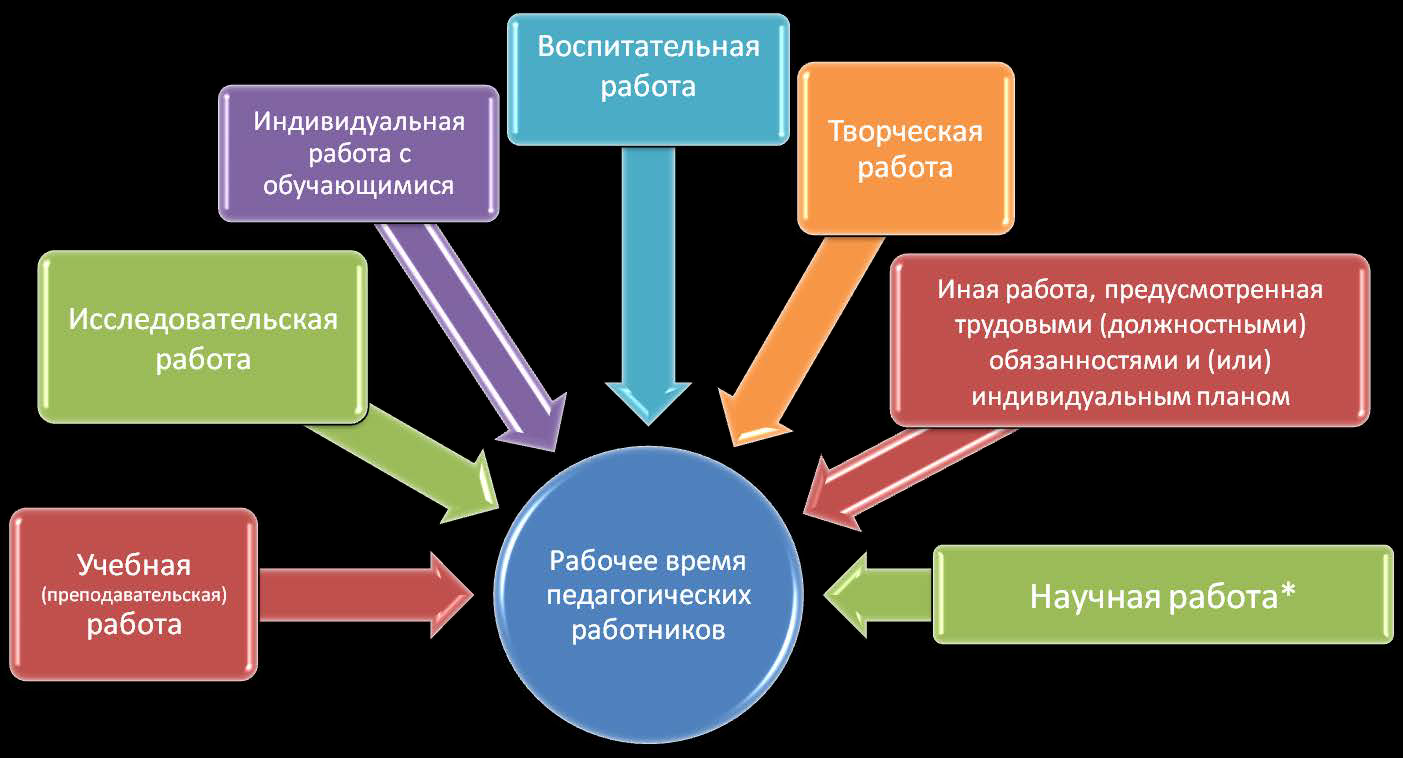 Воспитательная
работа
Индивидуальная
работа с
обучающимися
Творческая
работа
Исследовательская
работа
Иная работа, предусмотренная
трудовыми (должностными)
обязанностями и (или)
индивидуальным планом
Учебная
(преподавательская)
работа
Рабочее время
педагогических
работников
Научная работа*